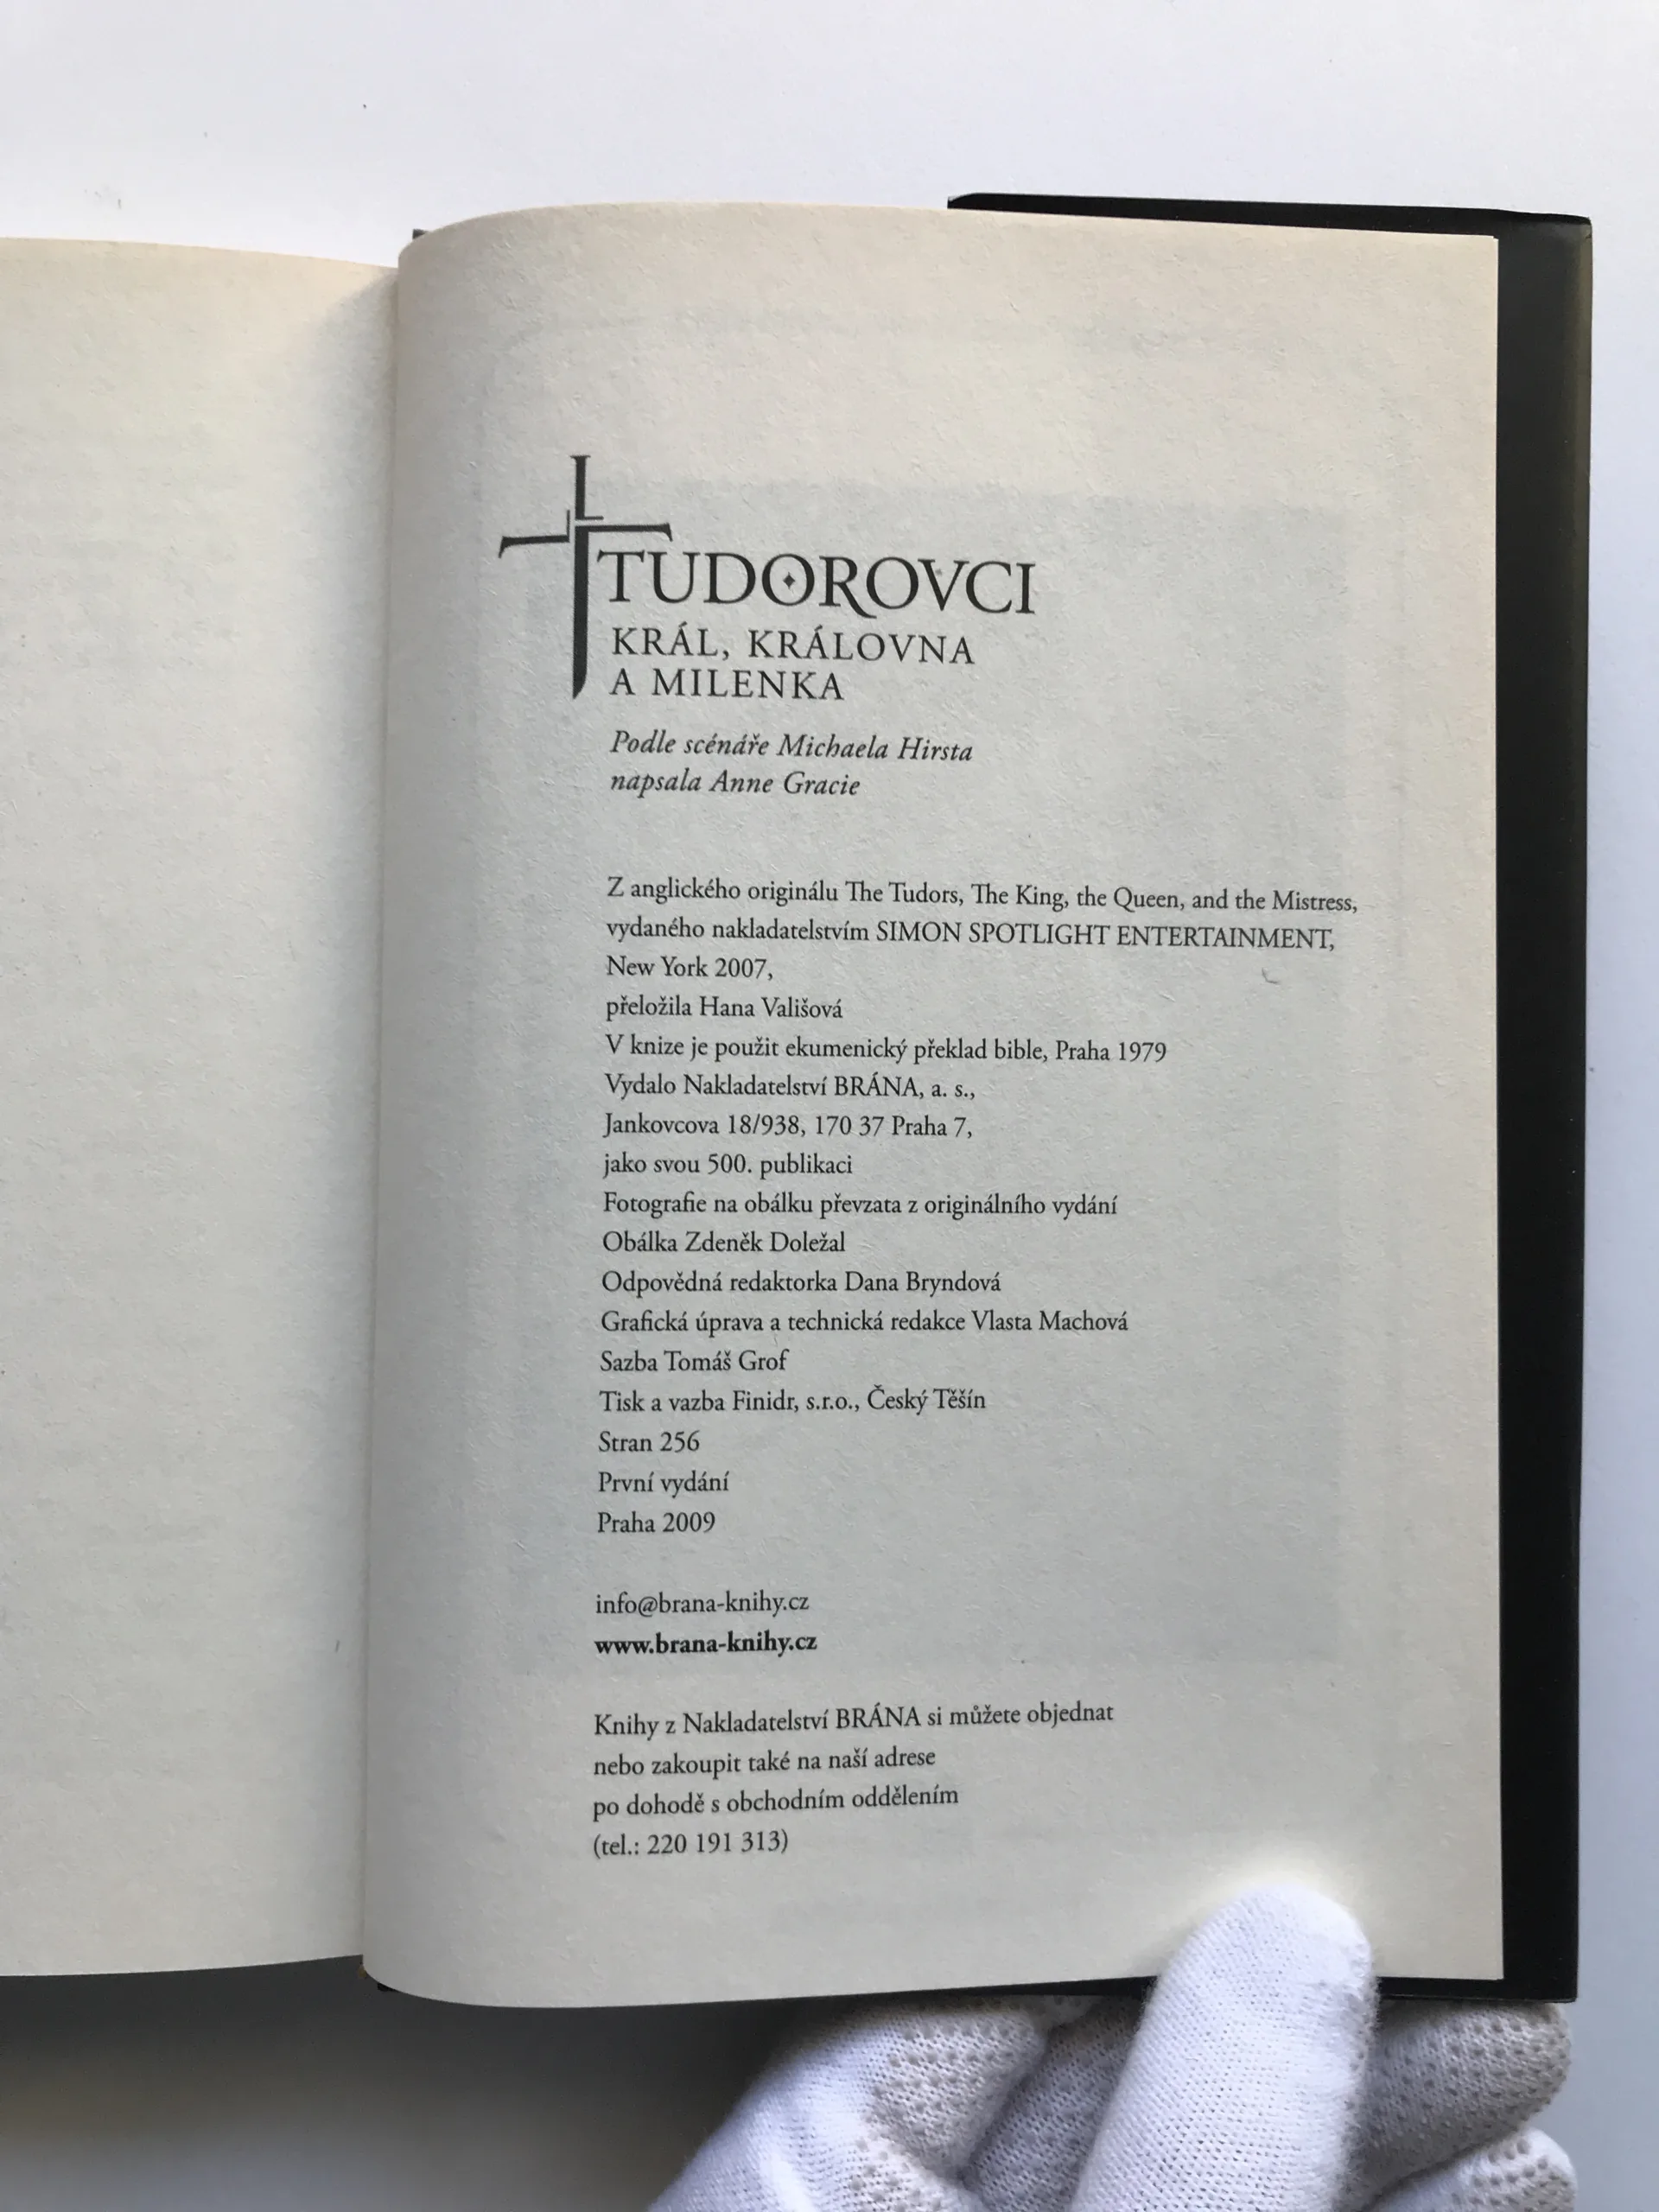 TUDOROVCI
KRÁL, KRÁLOVNA
A MILENKA
Podle scénáře Michaela Hirsta
napsala Anne Gracie
Z anglického originálu The Tudors, The King, the Queen, and the Mistress,
vydaného nakladatelstvím SIMON SPOTLIGHT ENTERTAINMENT,
New York 2007,
přeložila Hana Vališová
V knize je použit ekumenický překlad bible, Praha 1979
Vydalo Nakladatelství BRÁNA, a. s.,
Jankovcova 18/938, 170 37 Praha 7,
jako svou 500. publikaci
Fotografie na obálku převzata z originálního vydání
Obálka Zdeněk Doležal
Odpovědná redaktorka Dana Bryndová
Grafická úprava a technická redakce Vlasta Machová
Sazba Tomáš Grof
Tisk a vazba Finidr, s.r.o., Český Těšín
Stran 256
První vydání
Praha 2009
info@brana-knihy.cz
www.brana-knihy.cz
Knihy z Nakladatelství BRÁNA si můžete objednat
nebo zakoupit také na naší adrese
po dohodě s obchodním oddělením
(tel.: 220 191 313)